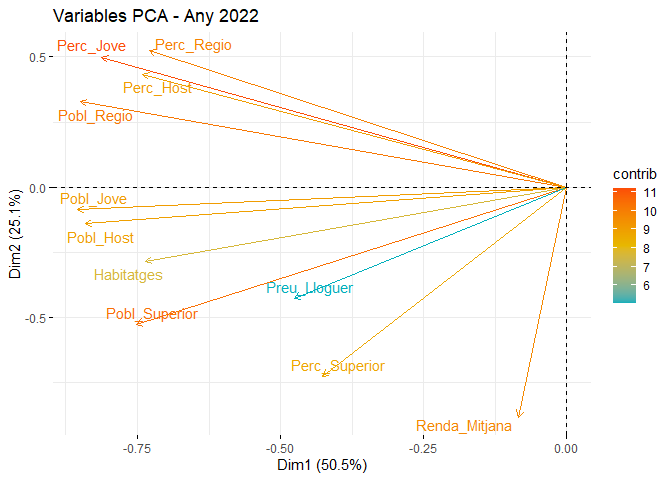 Variables PCA - Any 2022
Perc_Jove
Perc_Regio
0.5
Perc_Host
Pobl_Regio
contrib
11
10
9
8
7
6
0.0
Pobl_Jove
Pobl_Host
Habitatges
Preu_Lloguer
Pobl_Superior
-0.5
Perc_Superior
Renda_Mitjana
Dim2 (25.1%)
-0.75
-0.50
-0.25
0.00
Dim1 (50.5%)